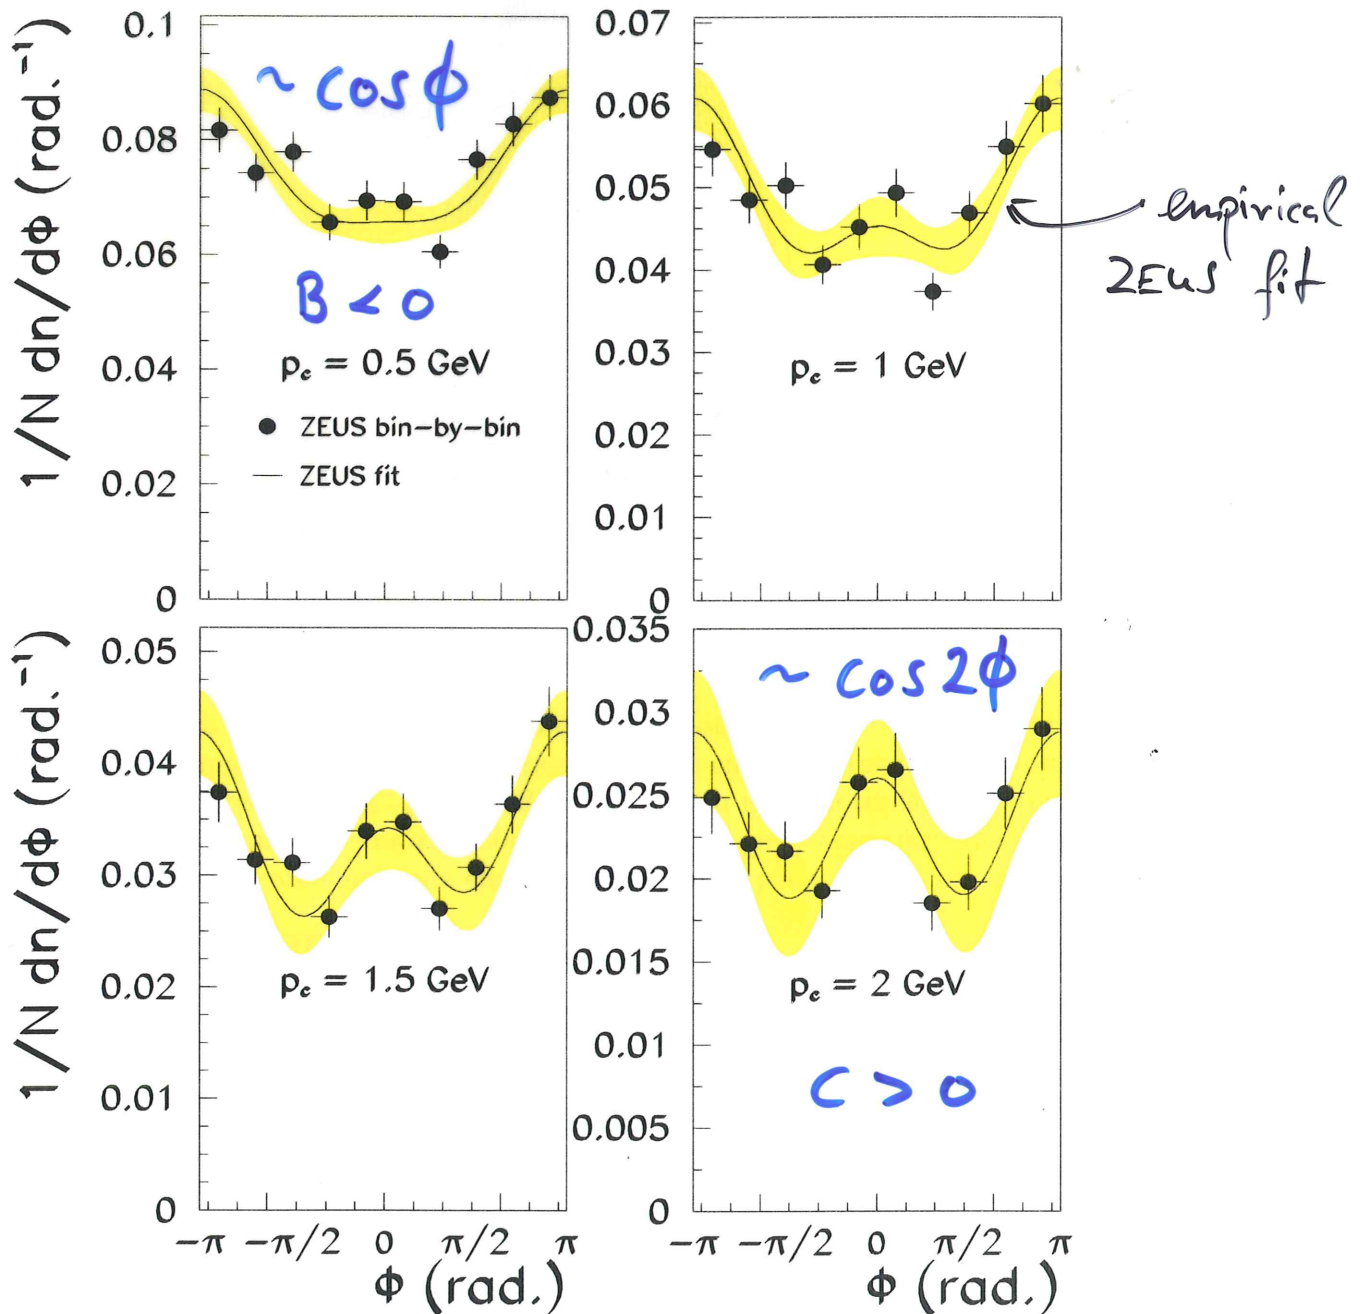 1/N dn/dΦ (rad.⁻¹)
0.1
0.08
0.06
0.04
0.02
0
~ cos ϕ
B < 0
p_c = 0.5 GeV
ZEUS bin-by-bin
ZEUS fit
0.07
0.06
0.05
0.04
0.03
0.02
0.01
0
p_c = 1 GeV
empirical
ZEUS fit
1/N dn/dΦ (rad.⁻¹)
0.05
0.04
0.03
0.02
0.01
0
p_c = 1.5 GeV
-π -π/2 0 π/2 π
Φ (rad.)
0.035
0.03
0.025
0.02
0.015
0.01
0.005
0
~ cos 2ϕ
p_c = 2 GeV
C > 0
-π -π/2 0 π/2 π
Φ (rad.)